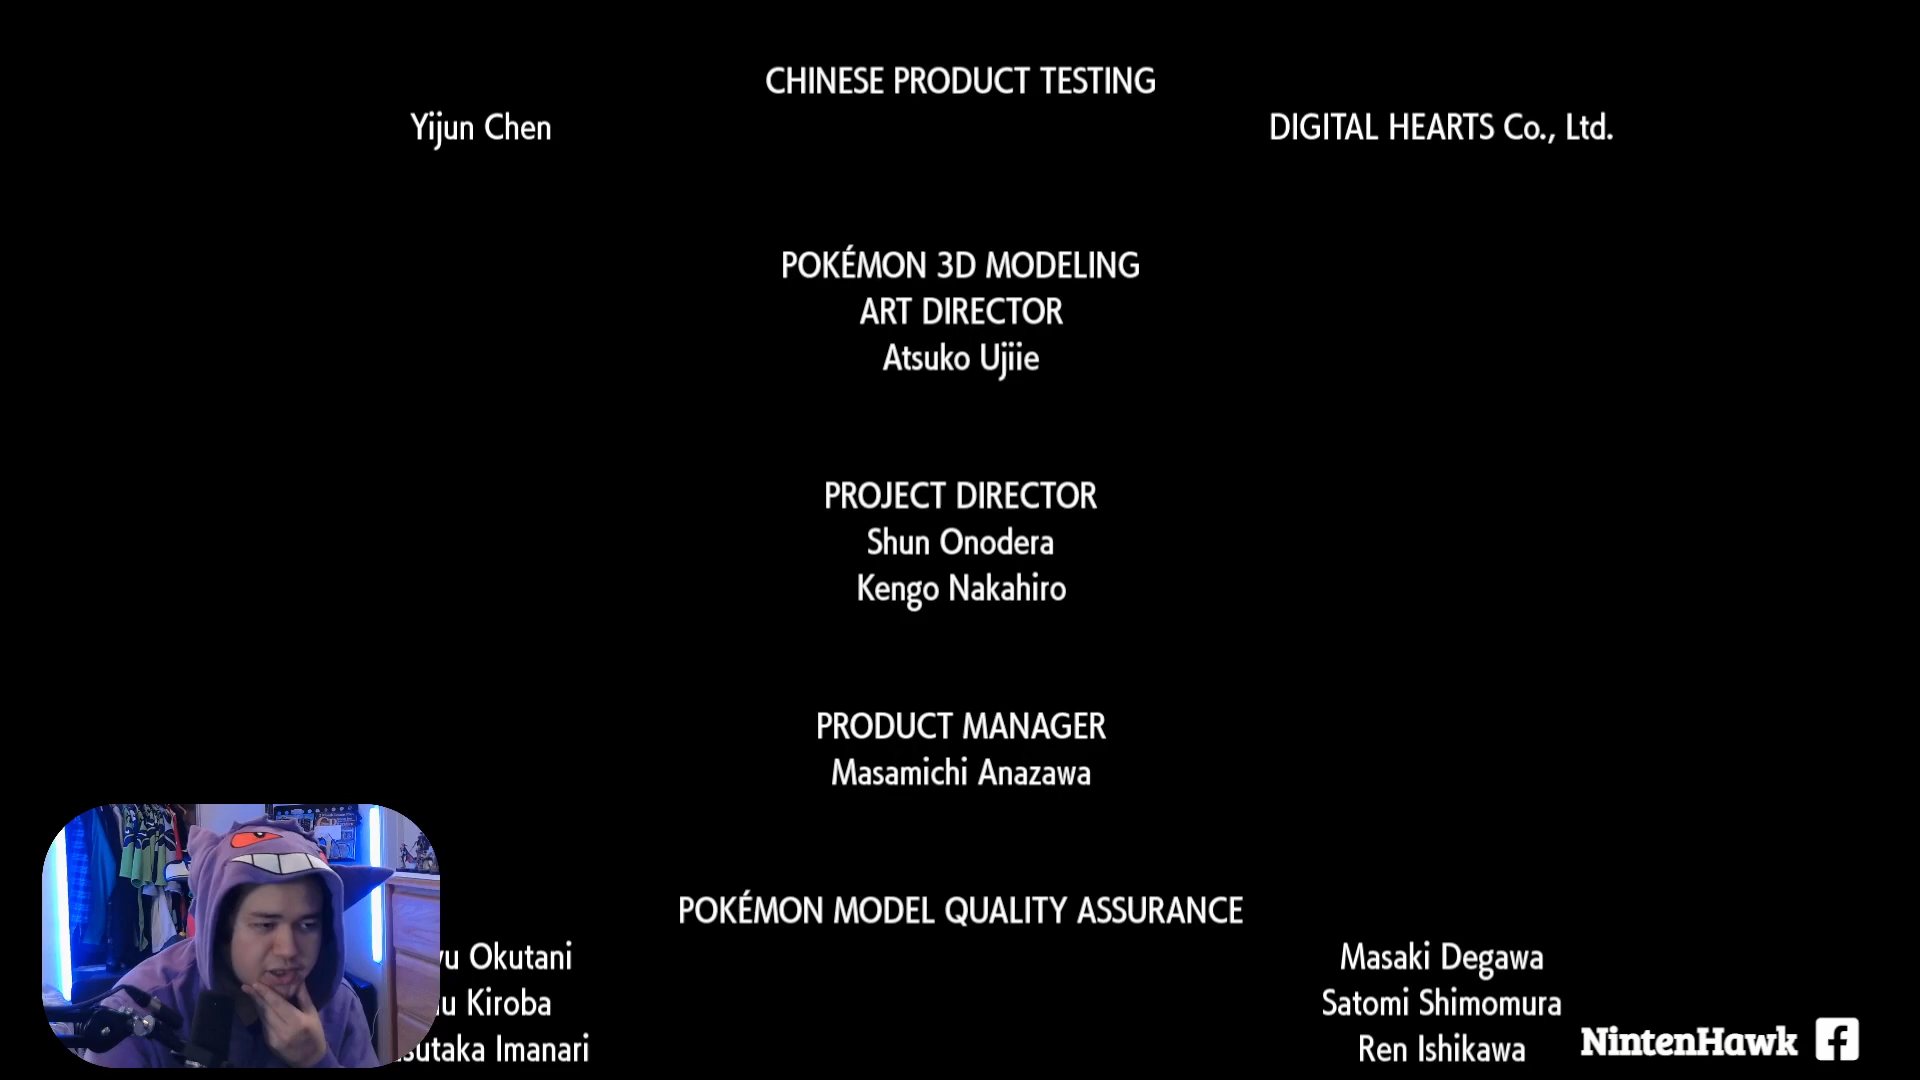 CHINESE PRODUCT TESTING
Yijun Chen
DIGITAL HEARTS Co., Ltd.
POKÉMON 3D MODELING
ART DIRECTOR
Atsuko Ujiie
PROJECT DIRECTOR
Shun Onodera
Kengo Nakahiro
PRODUCT MANAGER
Masamichi Anazawa
POKÉMON MODEL QUALITY ASSURANCE
Okutani
Masaki Degawa
Kiroba
Satomi Shimomura
Imanari
Ren Ishikawa
NintenHawk